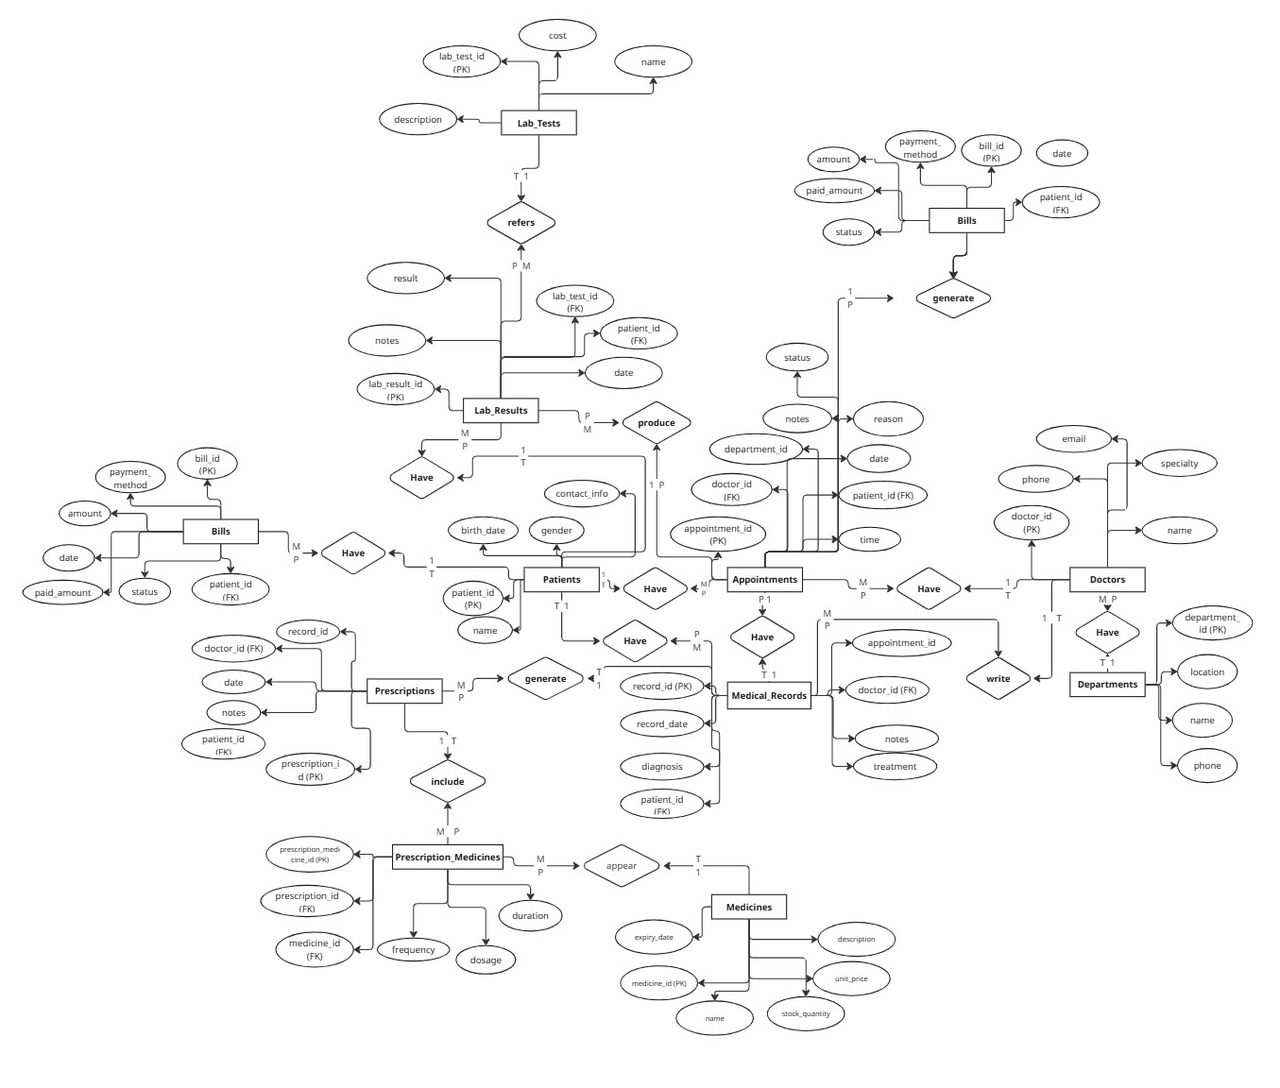 cost
lab_test_id
(PK)
name
description
Lab_Tests
T 1
refers
P M
payment_
method
bill_id
(PK)
date
amount
paid_amount
patient_id
(FK)
Bills
status
generate
1
P
result
lab_test_id
(FK)
patient_id
(FK)
notes
date
lab_result_id
(PK)
Lab_Results
P
M
produce
M
P
Have
1
T
1 P
status
notes
reason
department_id
date
doctor_id
(FK)
patient_id (FK)
appointment_id
(PK)
time
email
specialty
phone
doctor_id
(PK)
name
bill_id
(PK)
payment_
method
amount
Bills
date
paid_amount
status
patient_id
(FK)
M
P
Have
1
T
contact_info
birth_date
gender
Patients
patient_id
(PK)
name
1
T
Have
M
P
Appointments
M
P
Have
1
T
Doctors
T 1
Have
P
M
P 1
Have
T 1
M
P
1 T
write
M P
Have
T 1
Departments
department_
id (PK)
location
name
phone
record_id
doctor_id (FK)
date
notes
patient_id
(FK)
prescription_i
d (PK)
Prescriptions
M
P
generate
T
1
record_id (PK)
record_date
diagnosis
patient_id
(FK)
Medical_Records
appointment_id
doctor_id (FK)
notes
treatment
1 T
include
M P
prescription_medi
cine_id (PK)
Prescription_Medicines
prescription_id
(FK)
medicine_id
(FK)
frequency
dosage
duration
M
P
appear
T
1
Medicines
expiry_date
description
medicine_id (PK)
unit_price
name
stock_quantity